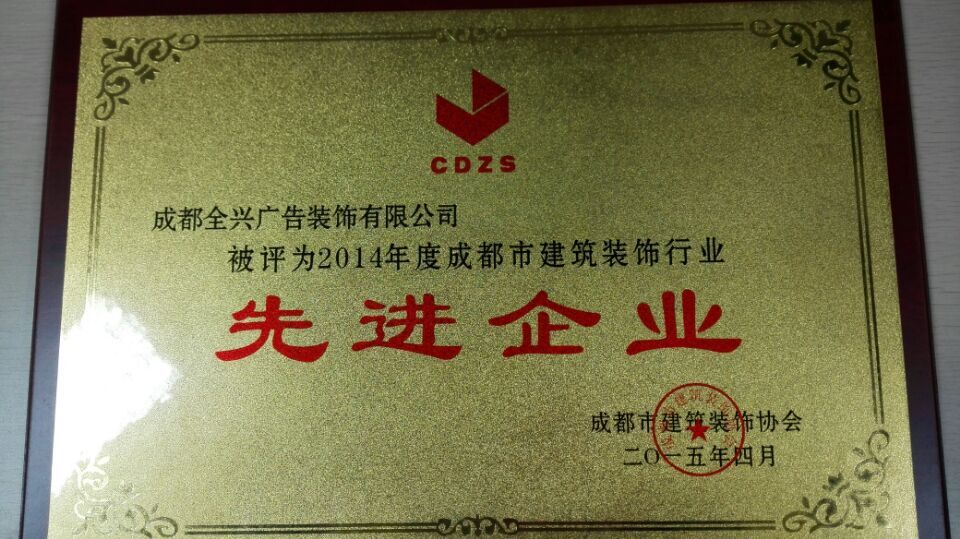 CDZS
成都全兴广告装饰有限公司
被评为2014年度成都市建筑装饰行业
先进企业
成都市建筑装饰协会
二〇一五年四月